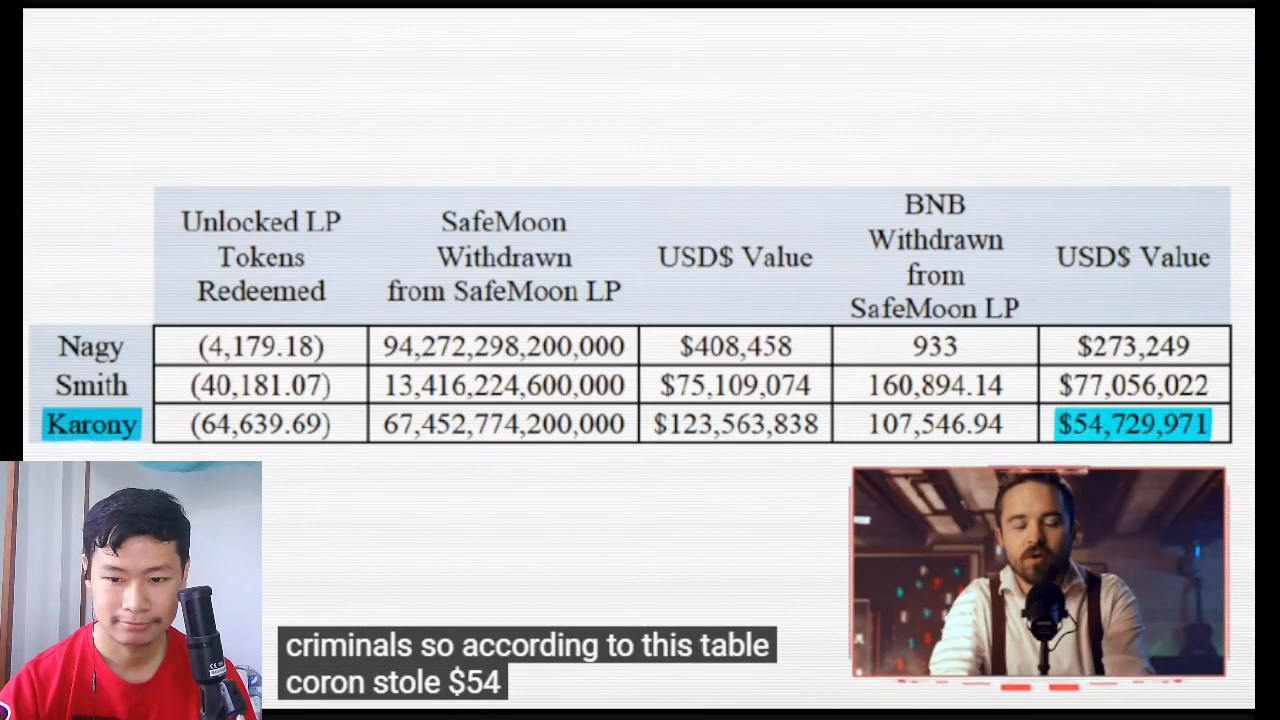 Unlocked LP Tokens Redeemed
SafeMoon Withdrawn from SafeMoon LP
USD$ Value
BNB Withdrawn from SafeMoon LP
USD$ Value
Nagy (4,179.18) 94,272,298,200,000 $408,458 933 $273,249
Smith (40,181.07) 13,416,224,600,000 $75,109,074 160,894.14 $77,056,022
Karony (64,639.69) 67,452,774,200,000 $123,563,838 107,546.94 $54,729,971
criminals so according to this table
coron stole $54